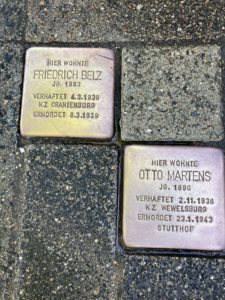 HIER WOHNTE
FRIEDRICH BELZ
JG. 1883
VERHAFTET 4.3.1938
KZ ORANIENBURG
ERMORDET 8.3.1939
HIER WOHNTE
OTTO MARTENS
JG. 1890
VERHAFTET 2.11.1936
KZ WEWELSBURG
ERMORDET 23.1.1943
STUTTHOF